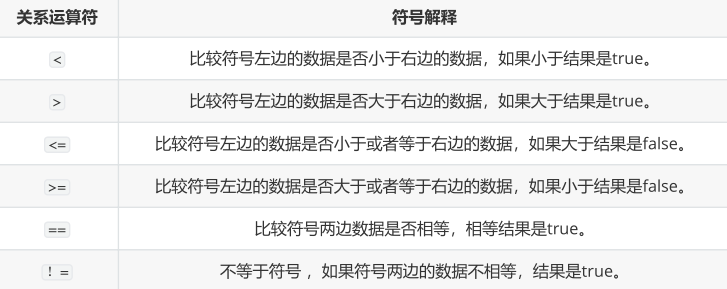 关系运算符 符号解释
< 比较符号左边的数据是否小于右边的数据，如果小于结果是true。
> 比较符号左边的数据是否大于右边的数据，如果大于结果是true。
<= 比较符号左边的数据是否小于或者等于右边的数据，如果大于结果是false。
>= 比较符号左边的数据是否大于或者等于右边的数据，如果小于结果是false。
== 比较符号两边数据是否相等，相等结果是true。
! = 不等于符号 ，如果符号两边的数据不相等，结果是true。